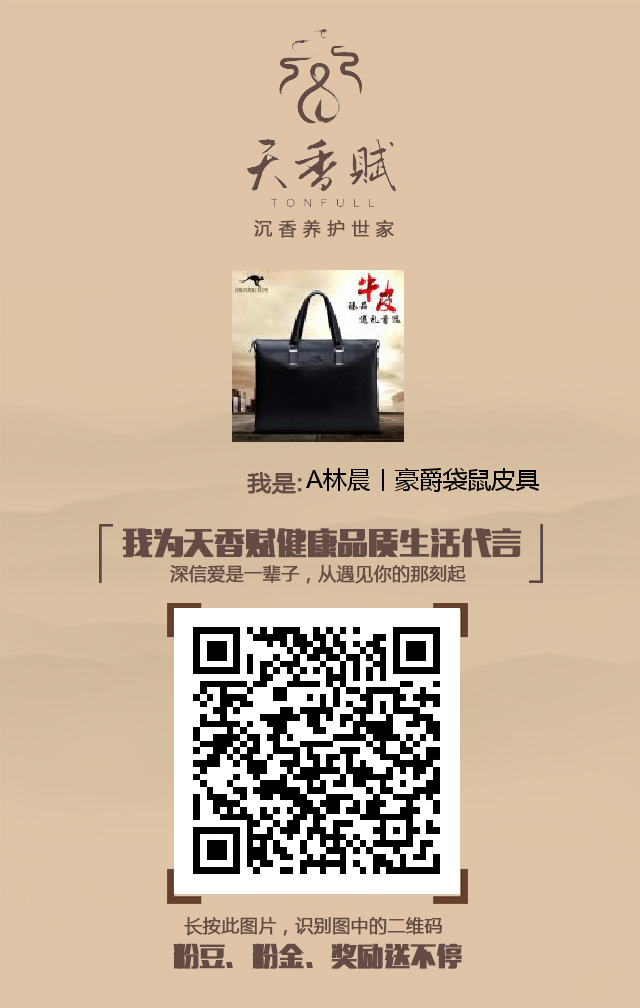 天香赋
TONFULL
沉香养护世家
牛皮
臻品
送礼首选
我是:A林晨丨豪爵袋鼠皮具
我为天香赋健康品质生活代言
深信爱是一辈子，从遇见你的那刻起
长按此图片，识别图中的二维码
粉豆、粉金、奖励送不停